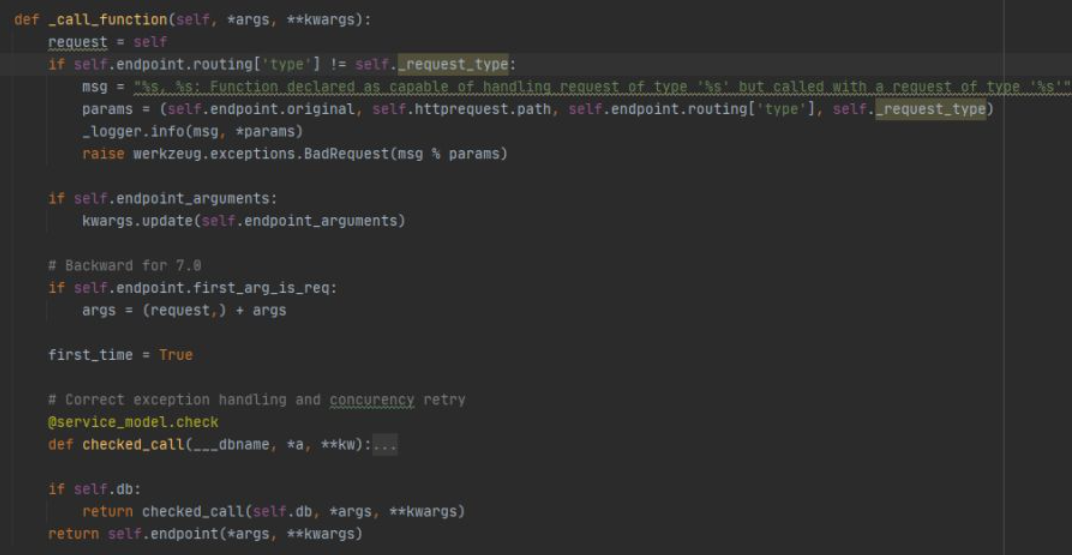 def _call_function(self, *args, **kwargs):
    request = self
    if self.endpoint.routing['type'] != self._request_type:
        msg = "%s, %s: Function declared as capable of handling request of type '%s' but called with a request of type '%s'"
        params = (self.endpoint.original, self.httprequest.path, self.endpoint.routing['type'], self._request_type)
        _logger.info(msg, *params)
        raise werkzeug.exceptions.BadRequest(msg % params)

    if self.endpoint_arguments:
        kwargs.update(self.endpoint_arguments)

    # Backward for 7.0
    if self.endpoint.first_arg_is_req:
        args = (request,) + args

    first_time = True

    # Correct exception handling and concurency retry
    @service_model.check
    def checked_call(___dbname, *a, **kw):...

    if self.db:
        return checked_call(self.db, *args, **kwargs)
    return self.endpoint(*args, **kwargs)